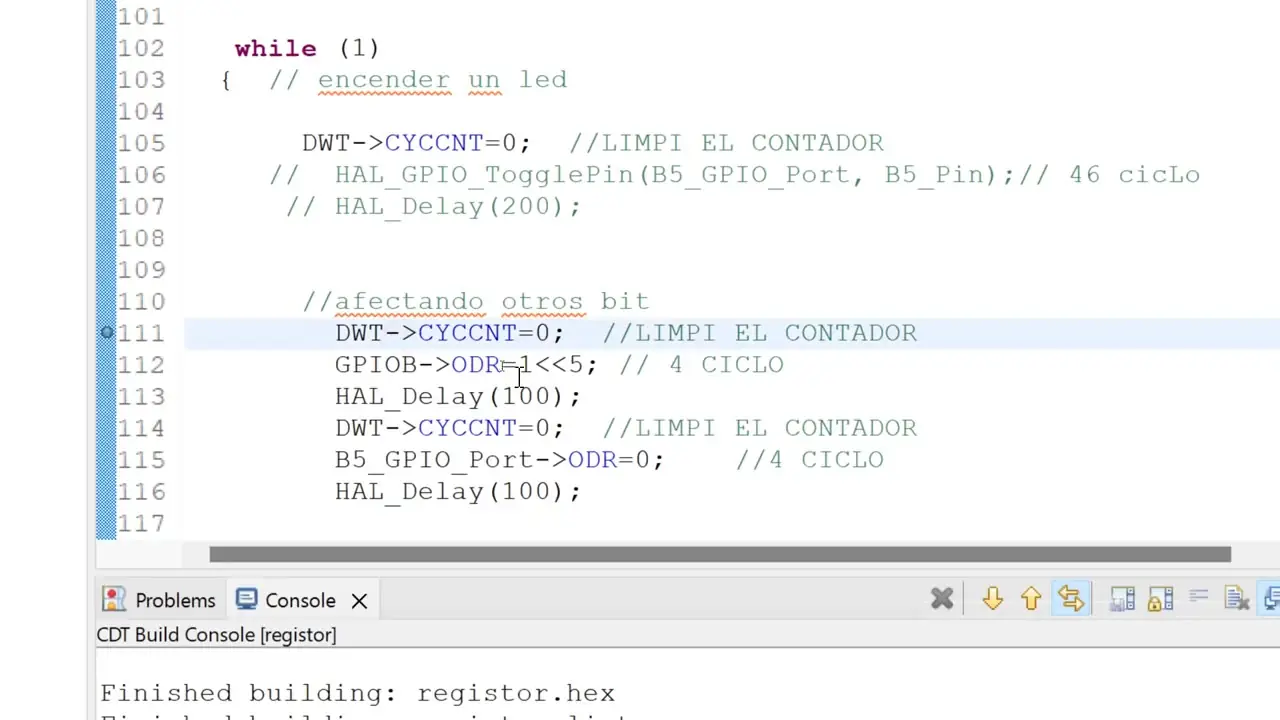 101
102 while (1)
103 { // encender un led
104
105 DWT->CYCCNT=0; //LIMPI EL CONTADOR
106 // HAL_GPIO_TogglePin(B5_GPIO_Port, B5_Pin);// 46 cicLo
107 // HAL_Delay(200);
108
109
110 //afectando otros bit
111 DWT->CYCCNT=0; //LIMPI EL CONTADOR
112 GPIOB->ODR=1<<5; // 4 CICLO
113 HAL_Delay(100);
114 DWT->CYCCNT=0; //LIMPI EL CONTADOR
115 B5_GPIO_Port->ODR=0; //4 CICLO
116 HAL_Delay(100);
117
Problems Console
CDT Build Console [registor]
Finished building: registor.hex